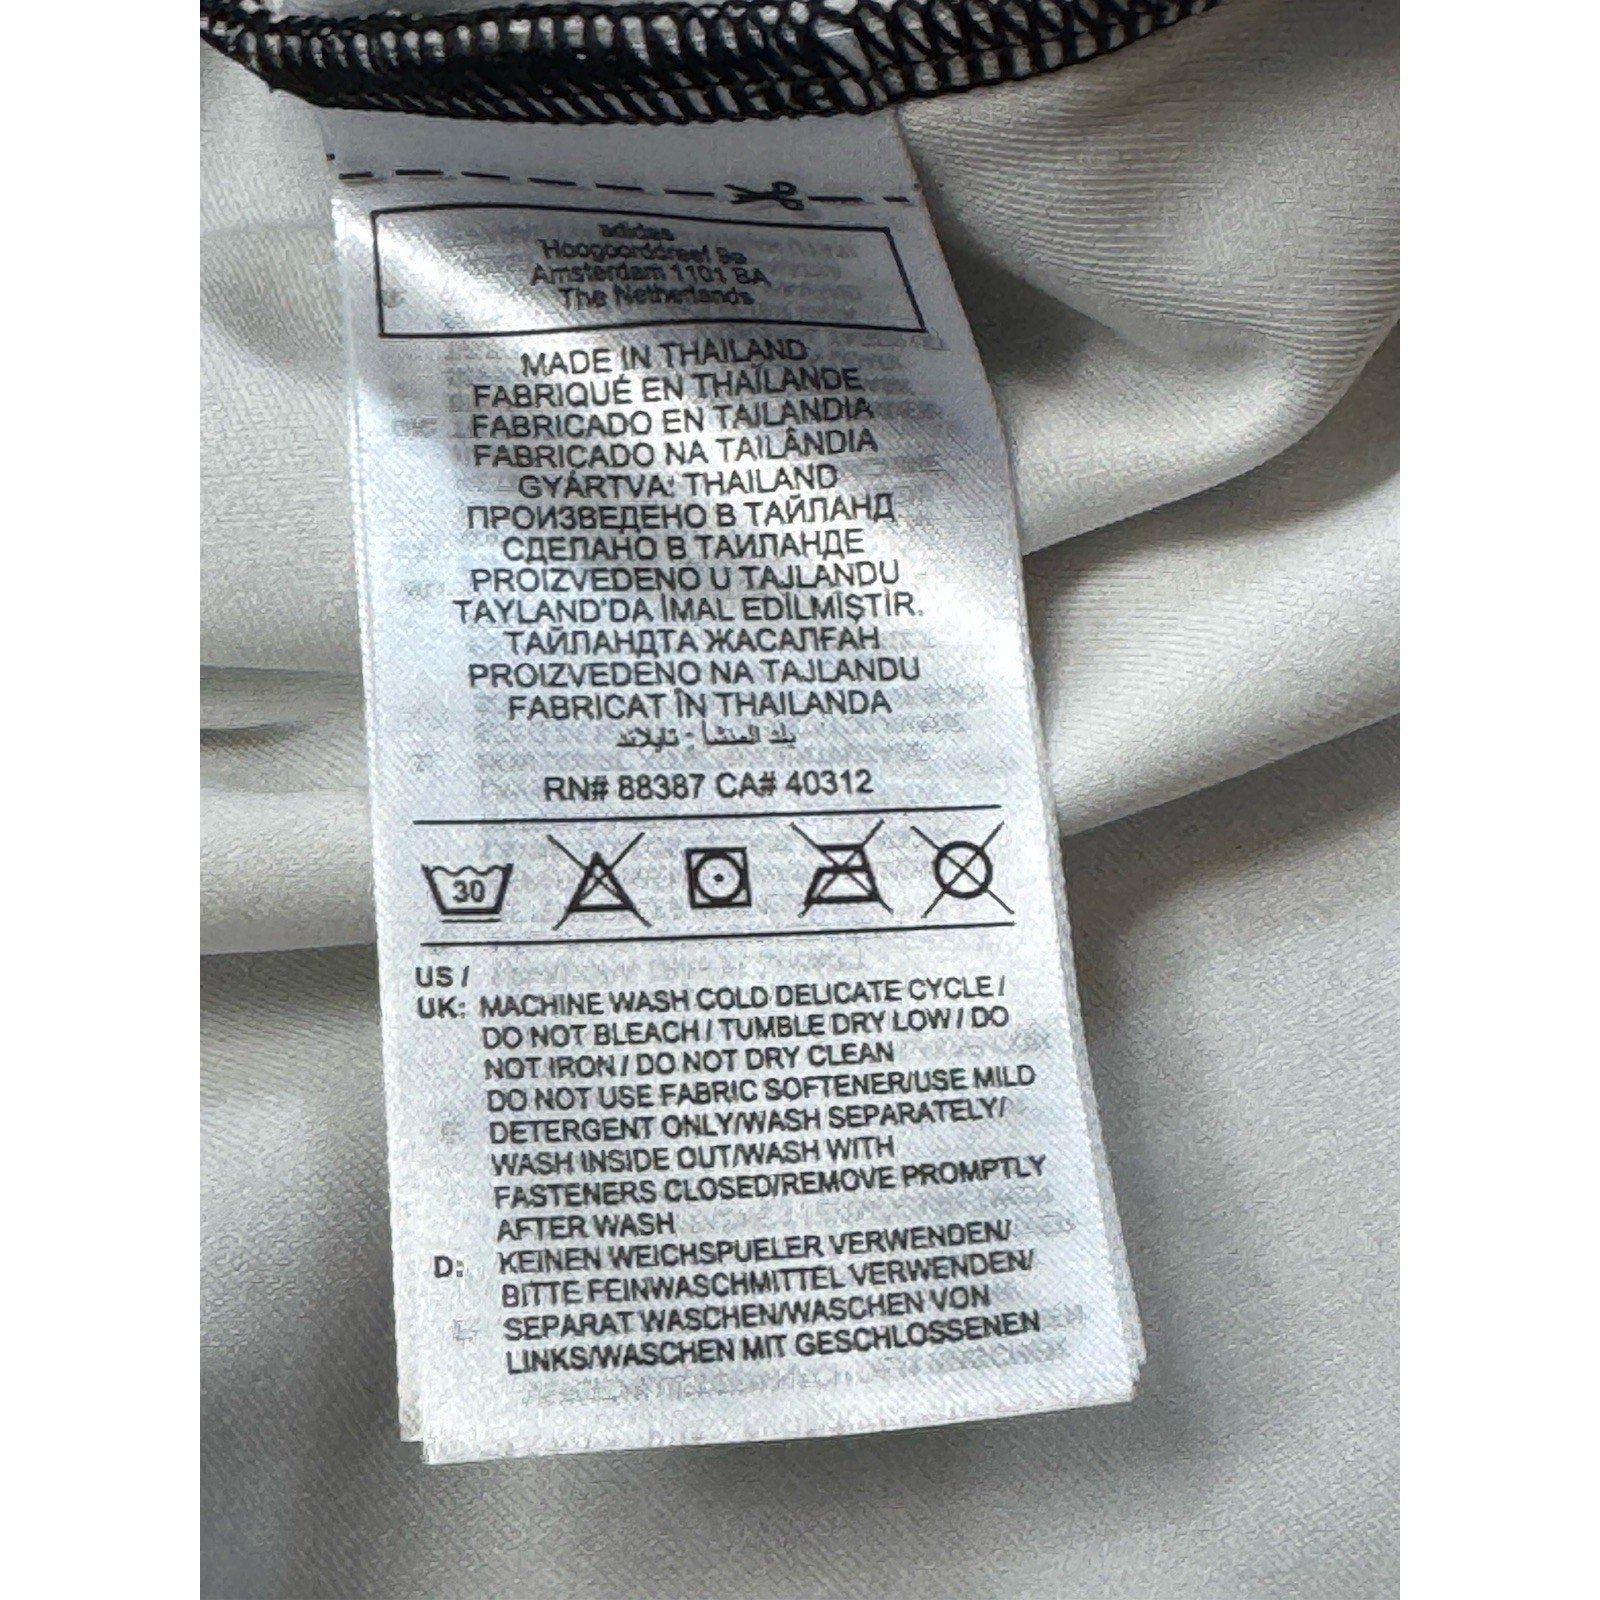 adidas
Hoogoorddreef 9a
Amsterdam 1101 BA
The Netherlands
MADE IN THAILAND
FABRIQUÉ EN THAÏLANDE
FABRICADO EN TAILANDIA
FABRICADO NA TAILÂNDIA
GYÁRTVA: THAILAND
ПРОИЗВЕДЕНО В ТАЙЛАНД
СДЕЛАНО В ТАИЛАНДЕ
PROIZVEDENO U TAJLANDU
TAYLAND'DA İMAL EDİLMİŞTİR.
ТАЙЛАНДТА ЖАСАЛҒАН
PROIZVEDENO NA TAJLANDU
FABRICAT ÎN THAILANDA
بلد المنشأ : تايلاند
RN# 88387 CA# 40312
30
US /
UK: MACHINE WASH COLD DELICATE CYCLE /
DO NOT BLEACH / TUMBLE DRY LOW / DO
NOT IRON / DO NOT DRY CLEAN
DO NOT USE FABRIC SOFTENER/USE MILD
DETERGENT ONLY/WASH SEPARATELY/
WASH INSIDE OUT/WASH WITH
FASTENERS CLOSED/REMOVE PROMPTLY
AFTER WASH
D: KEINEN WEICHSPUELER VERWENDEN/
BITTE FEINWASCHMITTEL VERWENDEN/
SEPARAT WASCHEN/WASCHEN VON
LINKS/WASCHEN MIT GESCHLOSSENEN